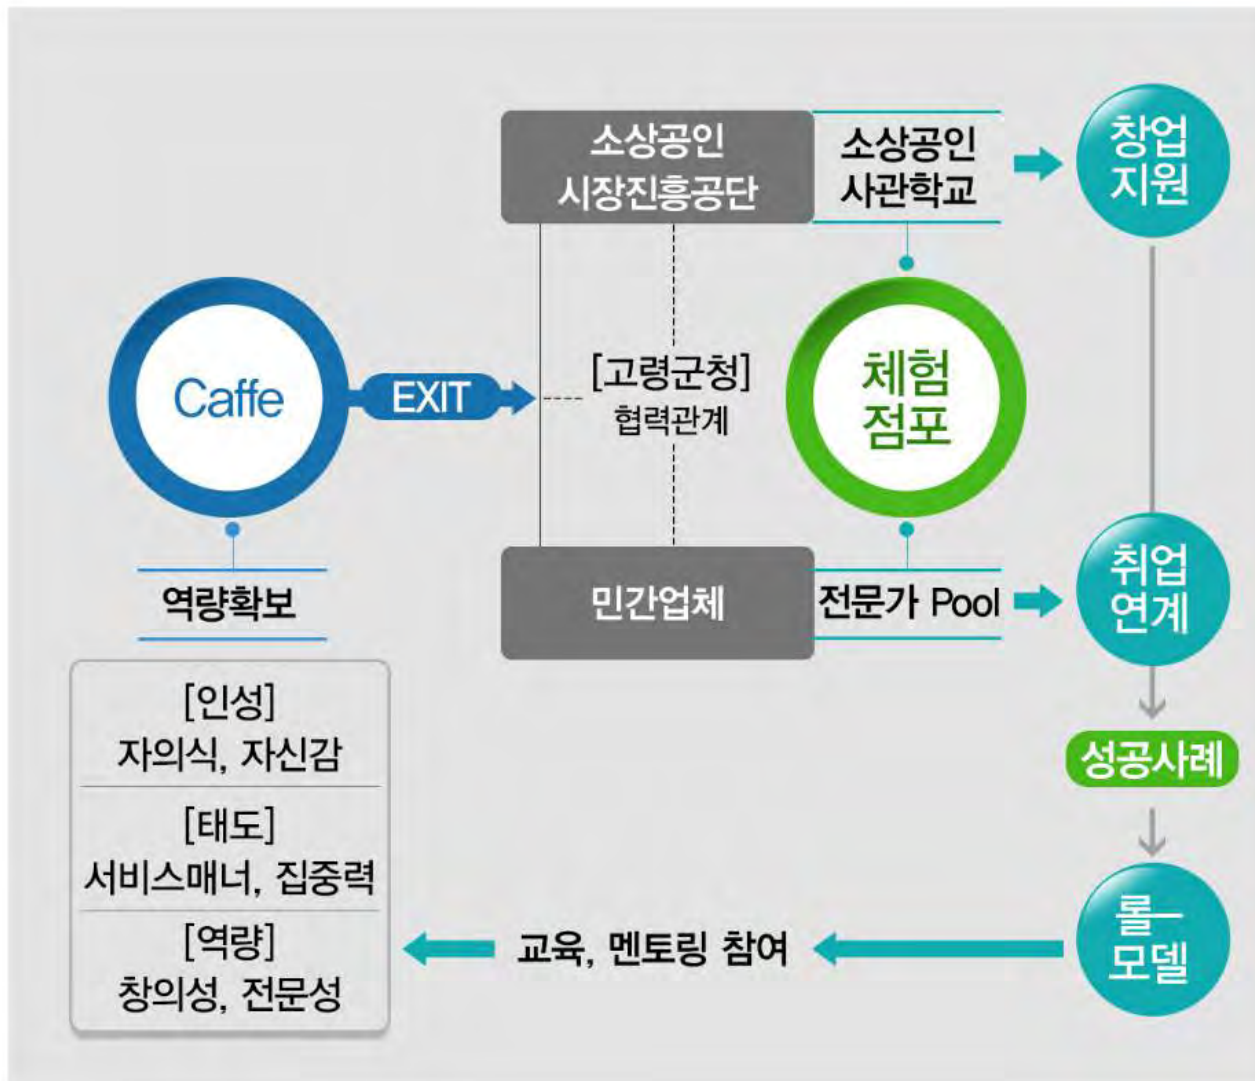 소상공인
시장진흥공단
소상공인
사관학교
창업
지원
Caffe
EXIT
[고령군청]
협력관계
체험
점포
역량확보
민간업체
전문가 Pool
취업
연계
[인성]
자의식, 자신감
[태도]
서비스매너, 집중력
[역량]
창의성, 전문성
성공사례
교육, 멘토링 참여
롤—
모델